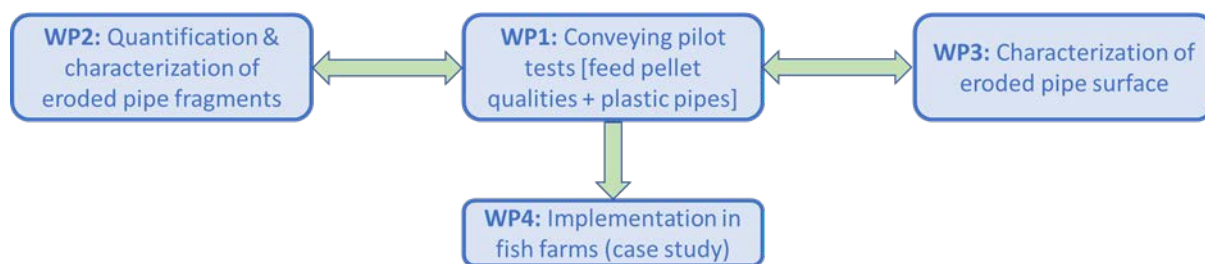 WP2: Quantification &
characterization of
eroded pipe fragments
WP1: Conveying pilot
tests [feed pellet
qualities + plastic pipes]
WP3: Characterization of
eroded pipe surface
WP4: Implementation in
fish farms (case study)